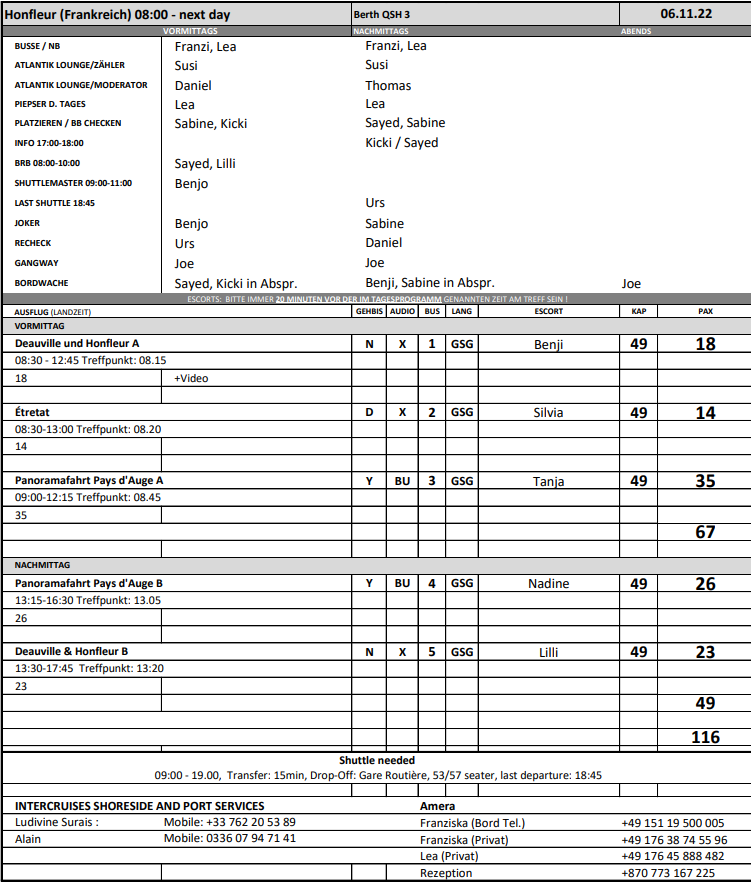 Honfleur (Frankreich) 08:00 - next day Berth QSH 3 06.11.22
VORMITTAGS NACHMITTAGS ABENDS
BUSSE / NB Franzi, Lea Franzi, Lea
ATLANTIK LOUNGE/ZÄHLER Susi Susi
ATLANTIK LOUNGE/MODERATOR Daniel Thomas
PIEPSER D. TAGES Lea Lea
PLATZIEREN / BB CHECKEN Sabine, Kicki Sayed, Sabine
INFO 17:00-18:00 Kicki / Sayed
BRB 08:00-10:00 Sayed, Lilli
SHUTTLEMASTER 09:00-11:00 Benjo
LAST SHUTTLE 18:45 Urs
JOKER Benjo Sabine
RECHECK Urs Daniel
GANGWAY Joe Joe
BORDWACHE Sayed, Kicki in Abspr. Benji, Sabine in Abspr. Joe
ESCORTS: BITTE IMMER 20 MINUTEN VOR DER IM TAGESPROGRAMM GENANNTEN ZEIT AM TREFF SEIN !
AUSFLUG (LANDZEIT) GEHBIS AUDIO BUS LANG ESCORT KAP PAX
VORMITTAG
Deauville und Honfleur A N X 1 GSG Benji 49 18
08:30 - 12:45 Treffpunkt: 08.15
18 +Video
Étretat D X 2 GSG Silvia 49 14
08:30-13:00 Treffpunkt: 08.20
14
Panoramafahrt Pays d'Auge A Y BU 3 GSG Tanja 49 35
09:00-12:15 Treffpunkt: 08.45
35
67
NACHMITTAG
Panoramafahrt Pays d'Auge B Y BU 4 GSG Nadine 49 26
13:15-16:30 Treffpunkt: 13.05
26
Deauville & Honfleur B N X 5 GSG Lilli 49 23
13:30-17:45 Treffpunkt: 13:20
23
49
116
Shuttle needed
09:00 - 19.00, Transfer: 15min, Drop-Off: Gare Routière, 53/57 seater, last departure: 18:45
INTERCRUISES SHORESIDE AND PORT SERVICES Amera
Ludivine Surais : Mobile: +33 762 20 53 89 Franziska (Bord Tel.) +49 151 19 500 005
Alain Mobile: 0336 07 94 71 41 Franziska (Privat) +49 176 38 74 55 96
Lea (Privat) +49 176 45 888 482
Rezeption +870 773 167 225